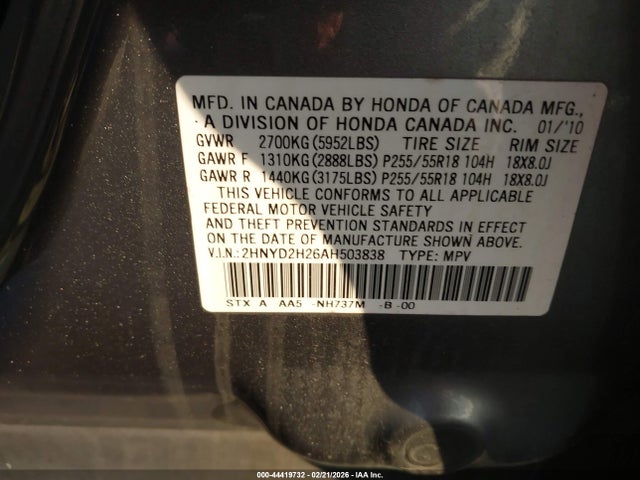 MFD. IN CANADA BY HONDA OF CANADA MFG.,
A DIVISION OF HONDA CANADA INC. 01/'10
GVWR 2700KG(5952LBS) TIRE SIZE RIM SIZE
GAWR F 1310KG(2888LBS) P255/55R18 104H 18X8.0J
GAWR R 1440KG(3175LBS) P255/55R18 104H 18X8.0J
THIS VEHICLE CONFORMS TO ALL APPLICABLE
FEDERAL MOTOR VEHICLE SAFETY
AND THEFT PREVENTION STANDARDS IN EFFECT
ON THE DATE OF MANUFACTURE SHOWN ABOVE.
V.I.N.:2HNYD2H26AH503838 TYPE: MPV
STX A AA5 -NH737M -B -00
000-44419732 - 02/21/2026 - IAA Inc.